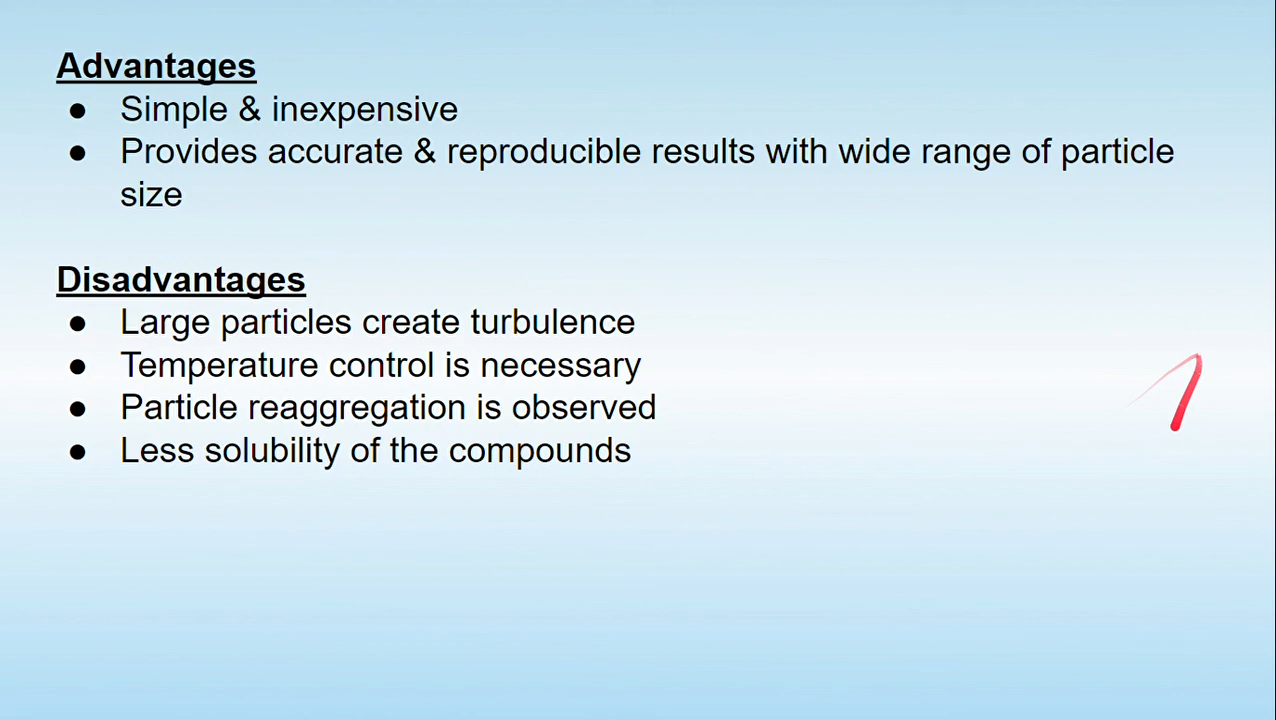 Advantages
● Simple & inexpensive
● Provides accurate & reproducible results with wide range of particle
size
Disadvantages
● Large particles create turbulence
● Temperature control is necessary
● Particle reaggregation is observed
● Less solubility of the compounds